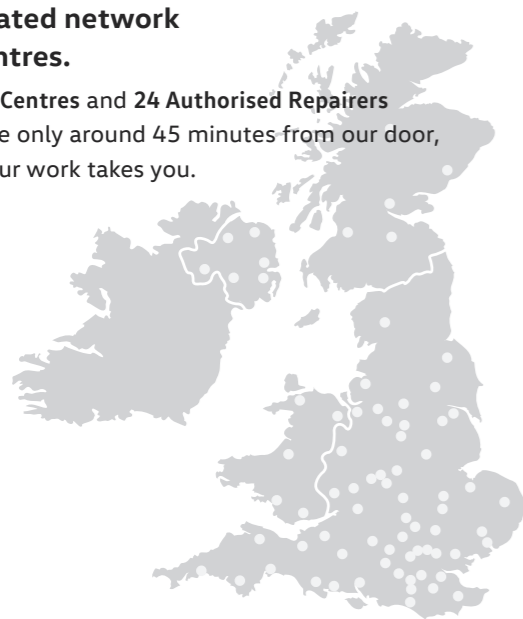 ated network
ntres.
Centres and 24 Authorised Repairers
e only around 45 minutes from our door,
ur work takes you.